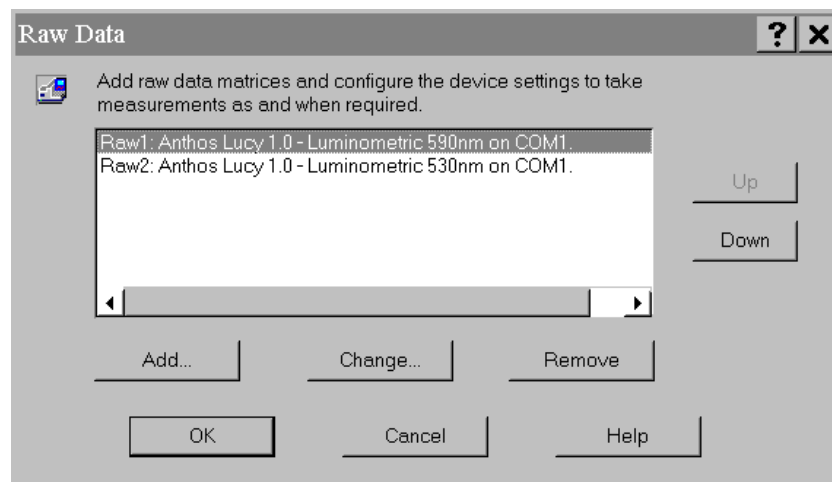 Raw Data
Add raw data matrices and configure the device settings to take
measurements as and when required.
Raw1: Anthos Lucy 1.0 - Luminometric 590nm on COM1.
Raw2: Anthos Lucy 1.0 - Luminometric 530nm on COM1.
Up
Down
Add...
Change...
Remove
OK
Cancel
Help